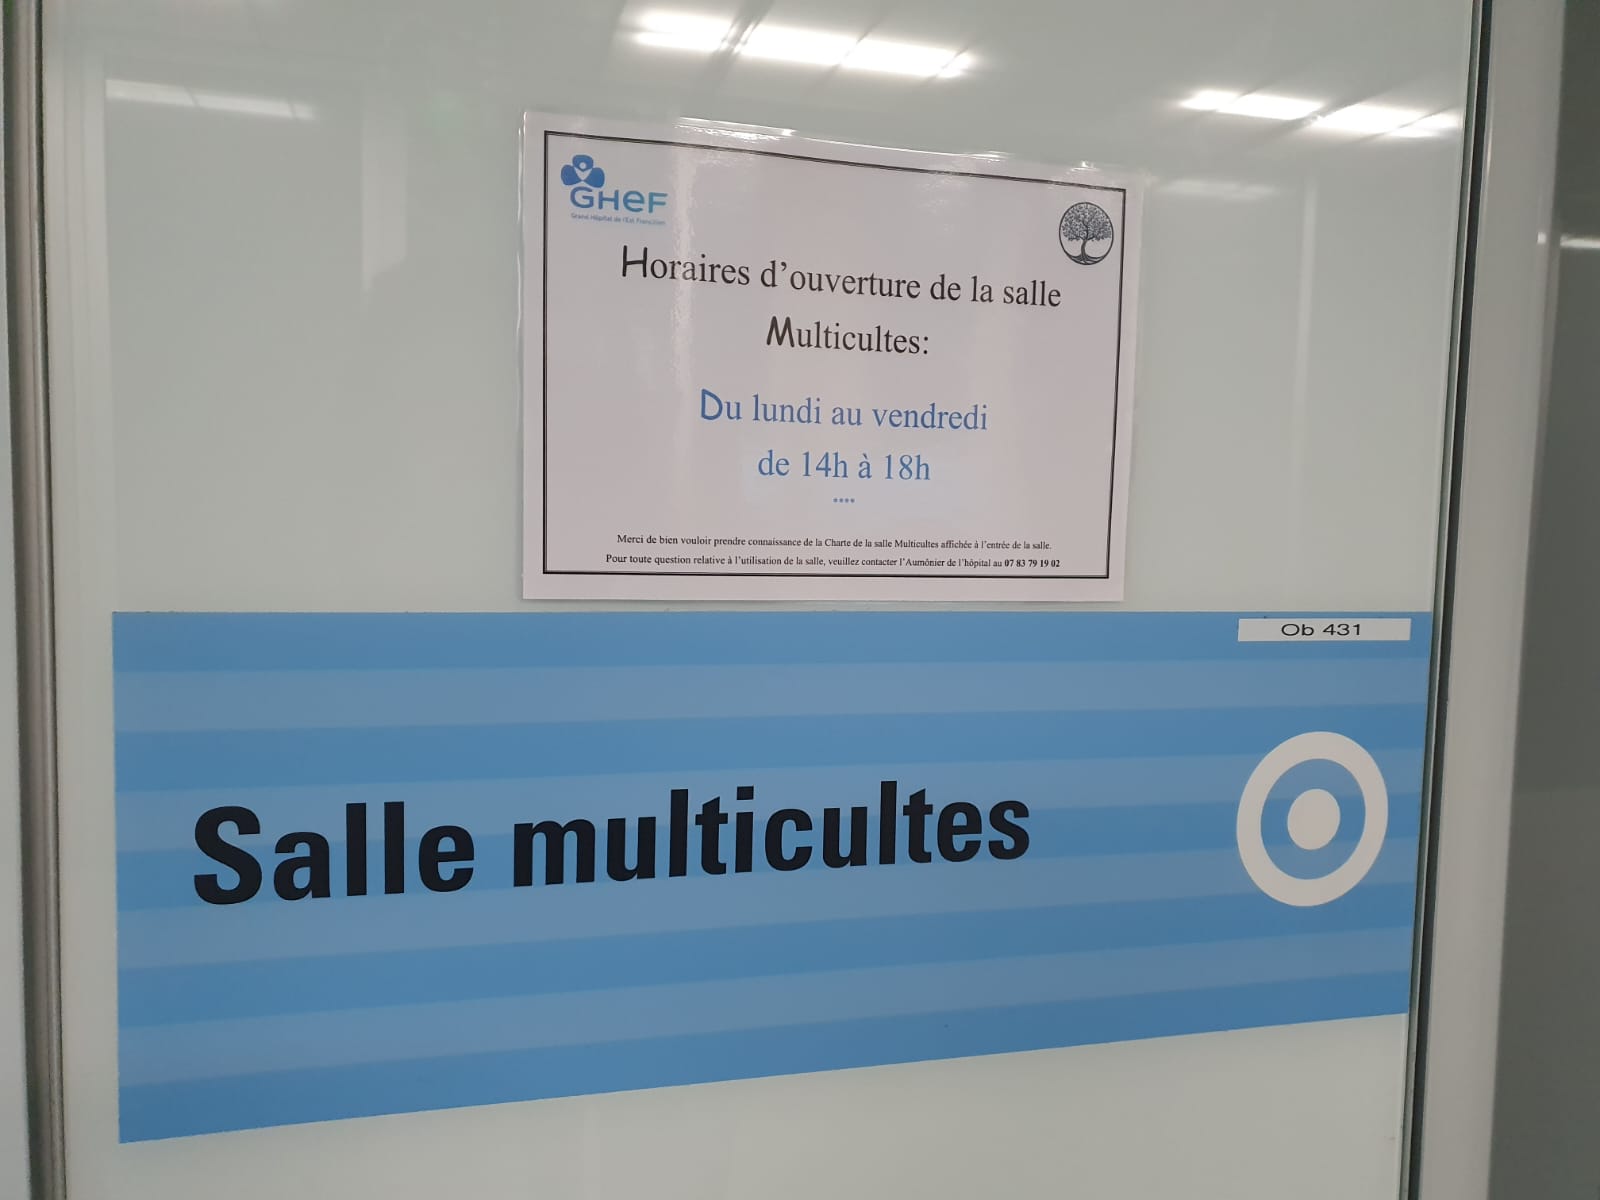 GHeF
Grand Hôpital de l'Est Francilien
Horaires d'ouverture de la salle
Multicultes:
Du lundi au vendredi
de 14h à 18h
Merci de bien vouloir prendre connaissance de la Charte de la salle Multicultes affichée à l'entrée de la salle.
Pour toute question relative à l'utilisation de la salle, veuillez contacter l'Aumônier de l'hôpital au 07 83 79 19 02
Ob 431
Salle multicultes